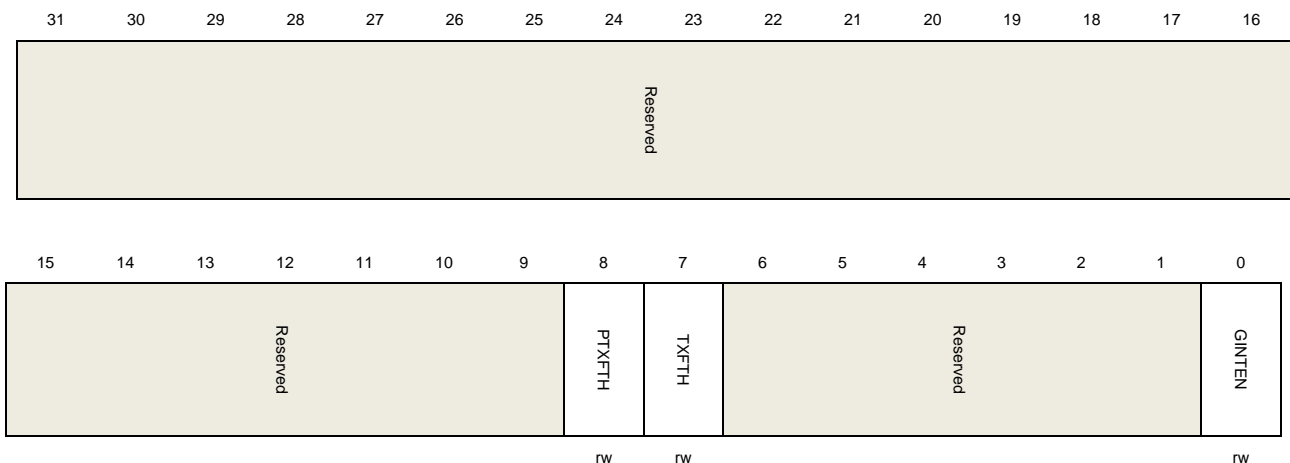 31 30 29 28 27 26 25 24 23 22 21 20 19 18 17 16
Reserved
15 14 13 12 11 10 9 8 7 6 5 4 3 2 1 0
Reserved PTXFTH TXFTH Reserved GINTEN
rw rw rw